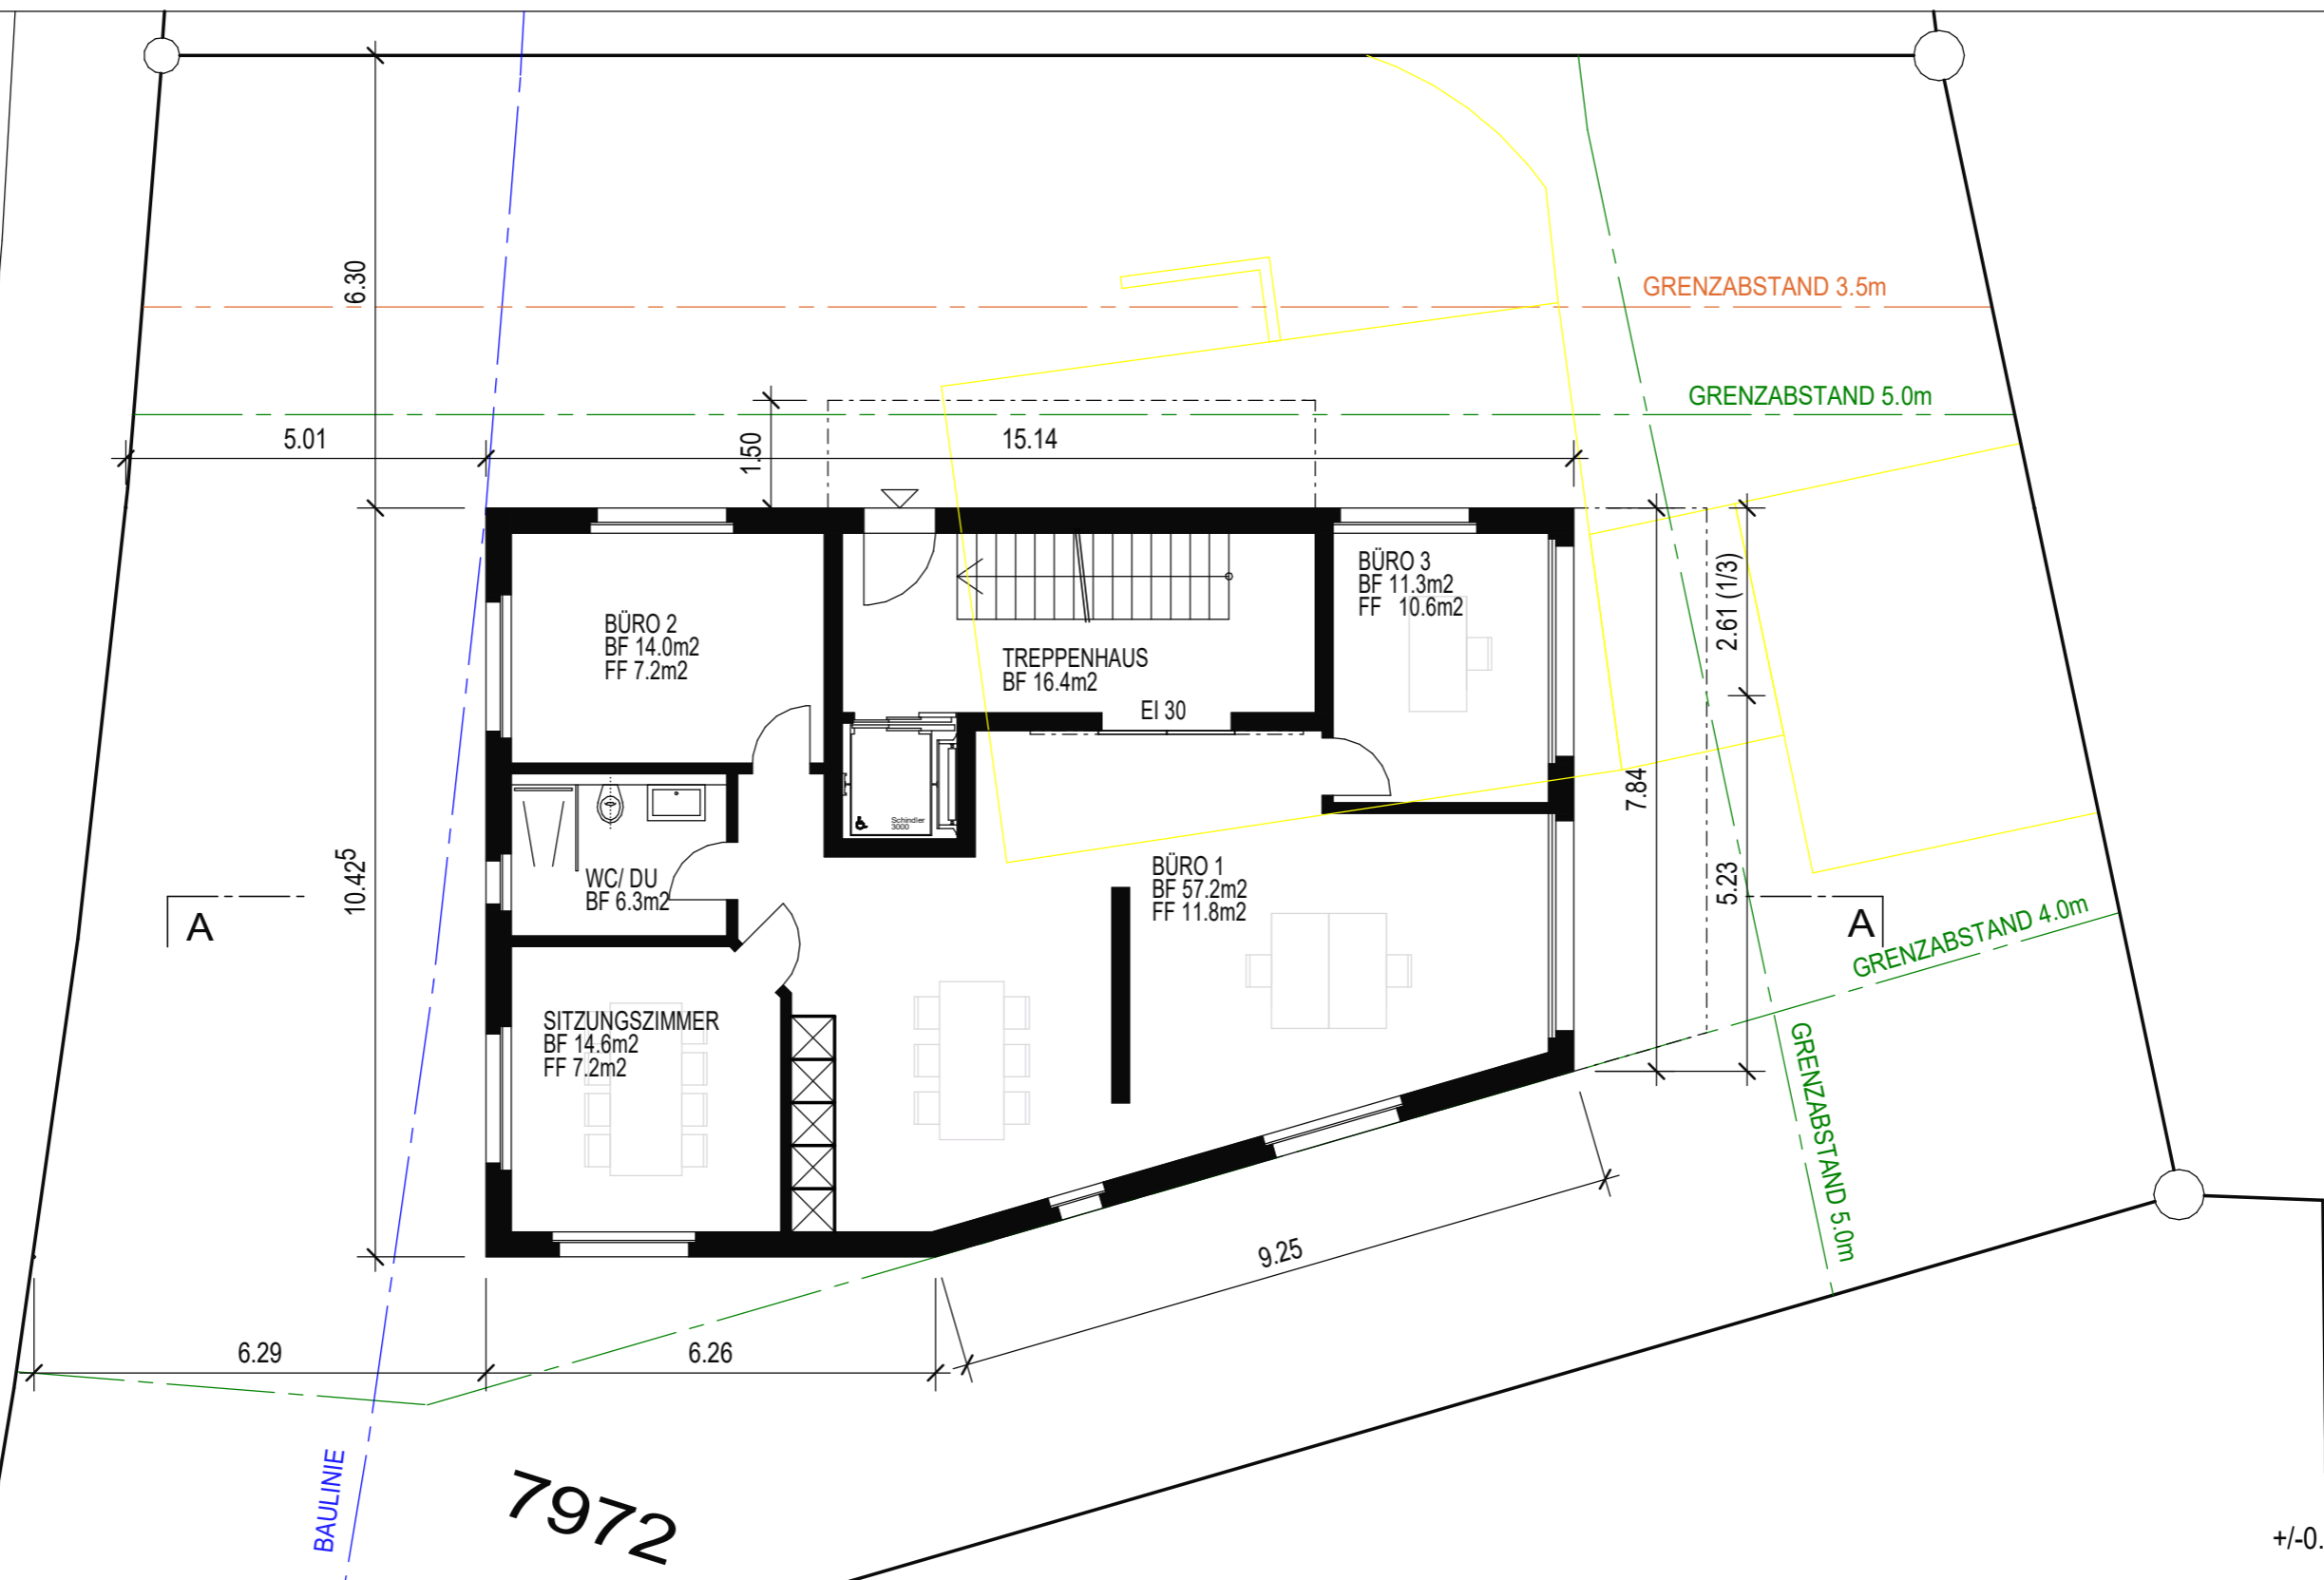 6.30
GRENZABSTAND 3.5m
GRENZABSTAND 5.0m
5.01
1.50
15.14
BÜRO 3
BF 11.3m2
FF 10.6m2
2.61 (1/3)
BÜRO 2
BF 14.0m2
FF 7.2m2
TREPPENHAUS
BF 16.4m2
EI 30
7.84
Schindler
3000
10.42⁵
WC/ DU
BF 6.3m2
BÜRO 1
BF 57.2m2
FF 11.8m2
5.23
A
A
GRENZABSTAND 4.0m
SITZUNGSZIMMER
BF 14.6m2
FF 7.2m2
GRENZABSTAND 5.0m
9.25
6.29
6.26
BAULINIE
7972
+/-0.